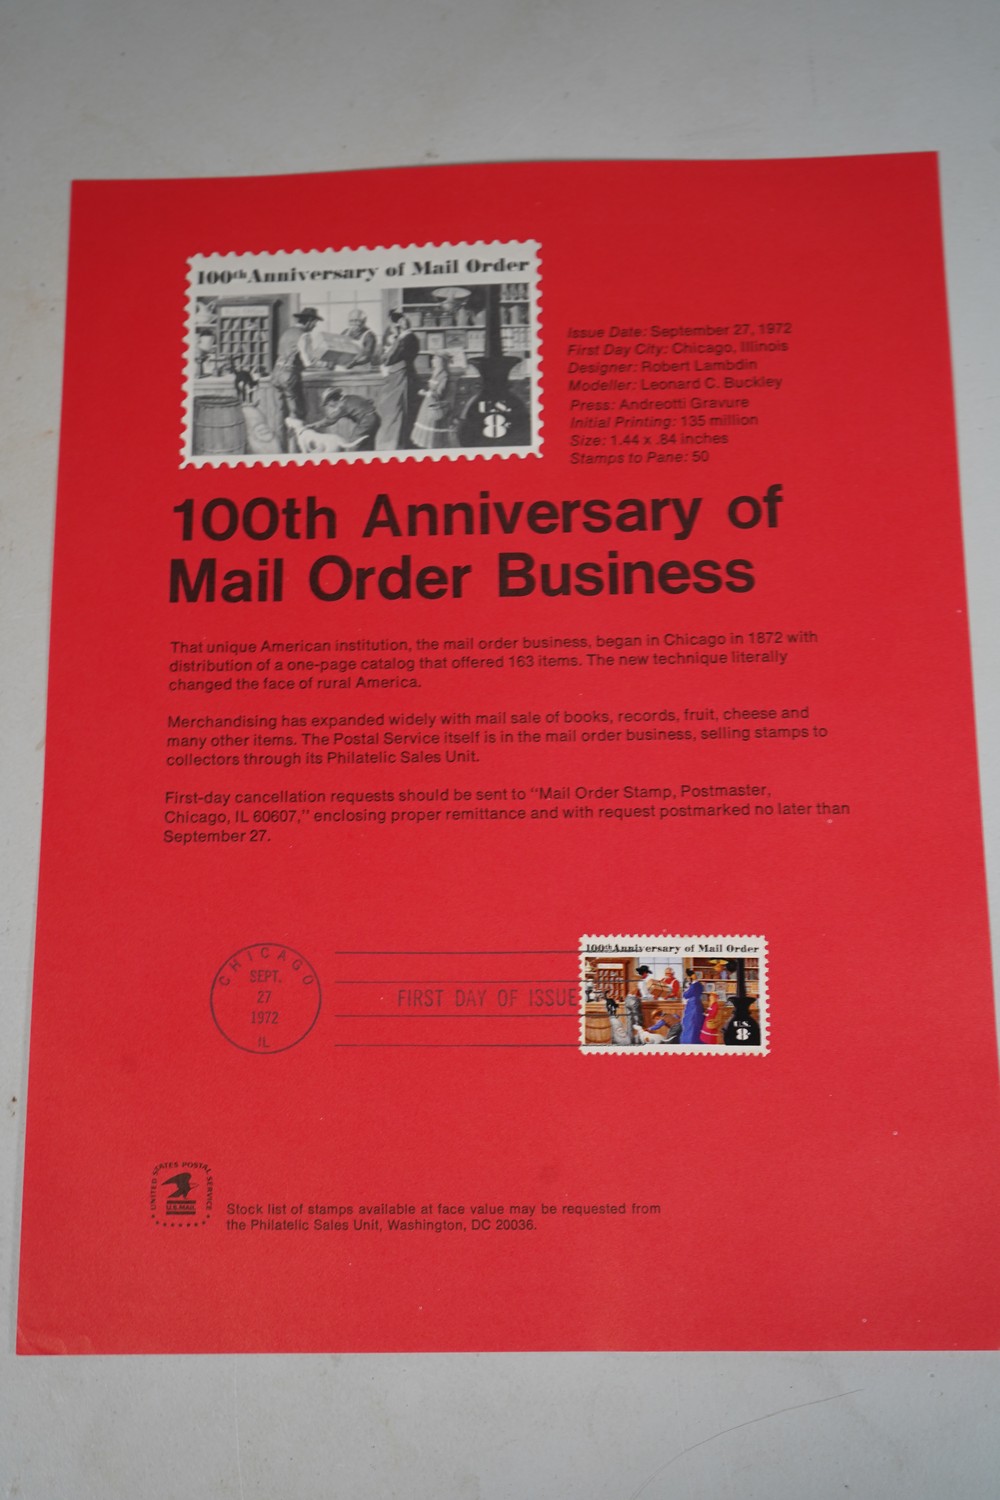 100th Anniversary of Mail Order
U.S.
8¢
Issue Date: September 27, 1972
First Day City: Chicago, Illinois
Designer: Robert Lambdin
Modeller: Leonard C. Buckley
Press: Andreotti Gravure
Initial Printing: 135 million
Size: 1.44 x .84 inches
Stamps to Pane: 50
100th Anniversary of
Mail Order Business
That unique American institution, the mail order business, began in Chicago in 1872 with
distribution of a one-page catalog that offered 163 items. The new technique literally
changed the face of rural America.
Merchandising has expanded widely with mail sale of books, records, fruit, cheese and
many other items. The Postal Service itself is in the mail order business, selling stamps to
collectors through its Philatelic Sales Unit.
First-day cancellation requests should be sent to "Mail Order Stamp, Postmaster,
Chicago, IL 60607," enclosing proper remittance and with request postmarked no later than
September 27.
CHICAGO
SEPT.
27
1972
IL
FIRST DAY OF ISSUE
100th Anniversary of Mail Order
U.S.
8¢
UNITED STATES POSTAL SERVICE
U.S.MAIL
Stock list of stamps available at face value may be requested from
the Philatelic Sales Unit, Washington, DC 20036.